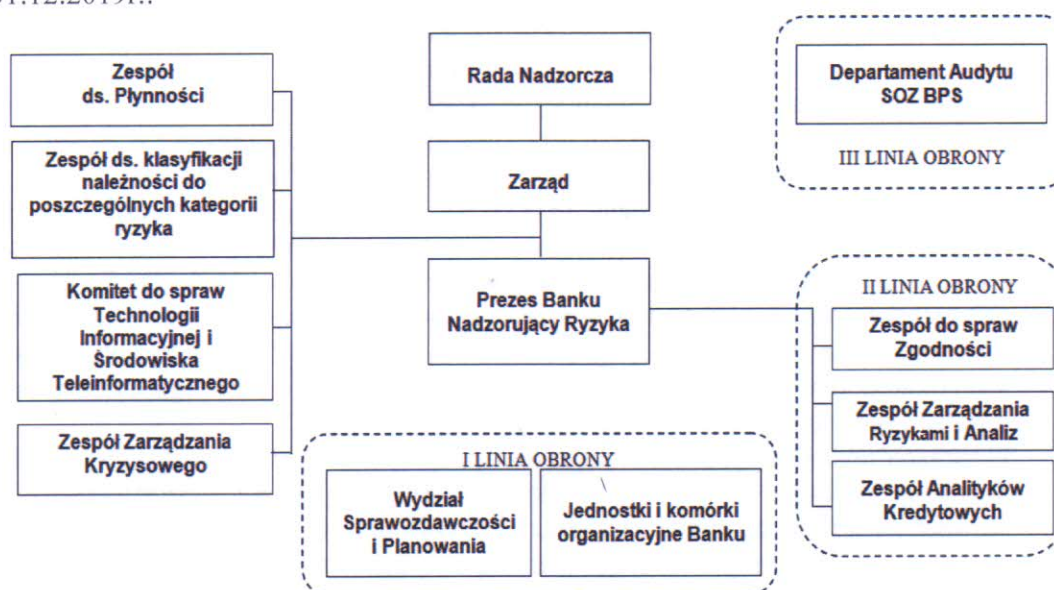 Zespół
ds. Płynności
Zespół ds. klasyfikacji
należności do
poszczególnych kategorii
ryzyka
Komitet do spraw
Technologii
Informacyjnej i
Środowiska
Teleinformatycznego
Zespół Zarządzania
Kryzysowego
Rada Nadzorcza
Zarząd
Prezes Banku
Nadzorujący Ryzyka
I LINIA OBRONY
Wydział
Sprawozdawczości
i Planowania
Jednostki i komórki
organizacyjne Banku
Departament Audytu
SOZ BPS
III LINIA OBRONY
II LINIA OBRONY
Zespół do spraw
Zgodności
Zespół Zarządzania
Ryzykami i Analiz
Zespół Analityków
Kredytowych